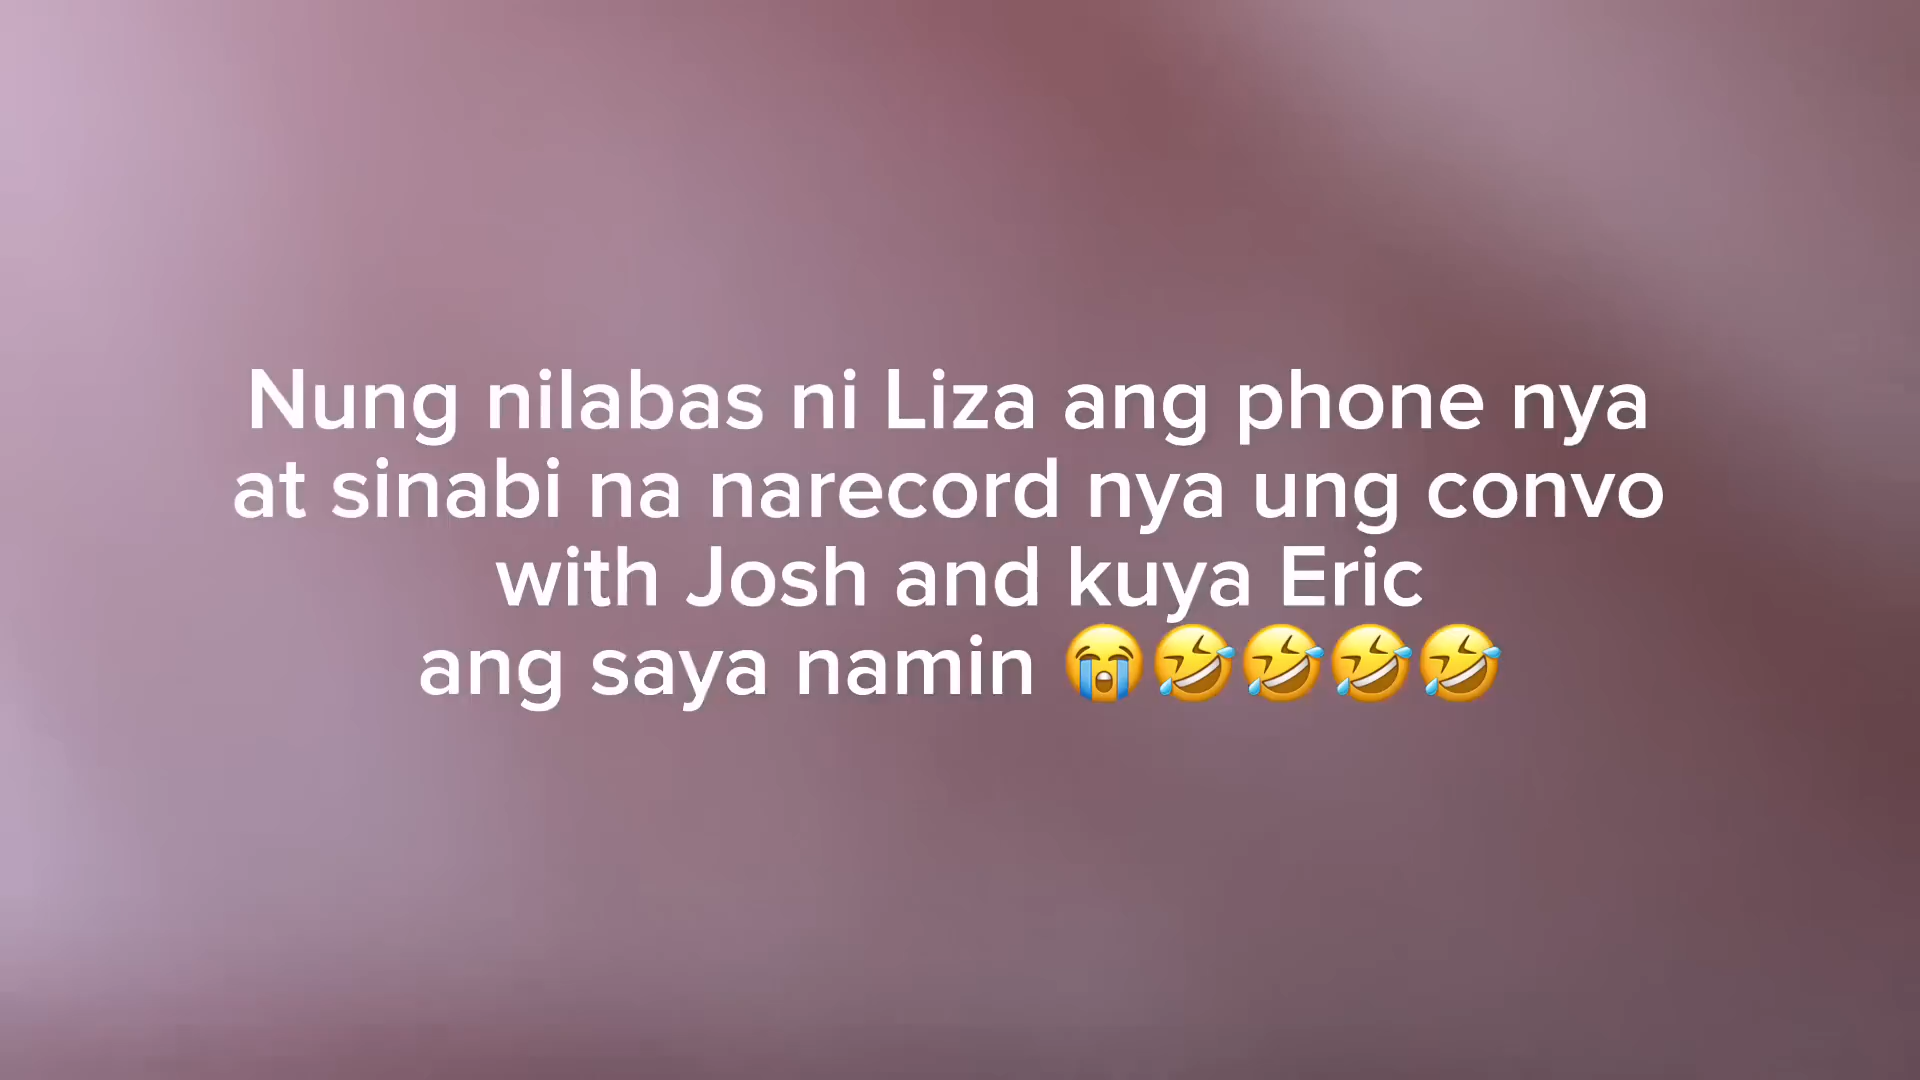 Nung nilabas ni Liza ang phone nya
at sinabi na narecord nya ung convo
with Josh and kuya Eric
ang saya namin 😭🤣🤣🤣🤣